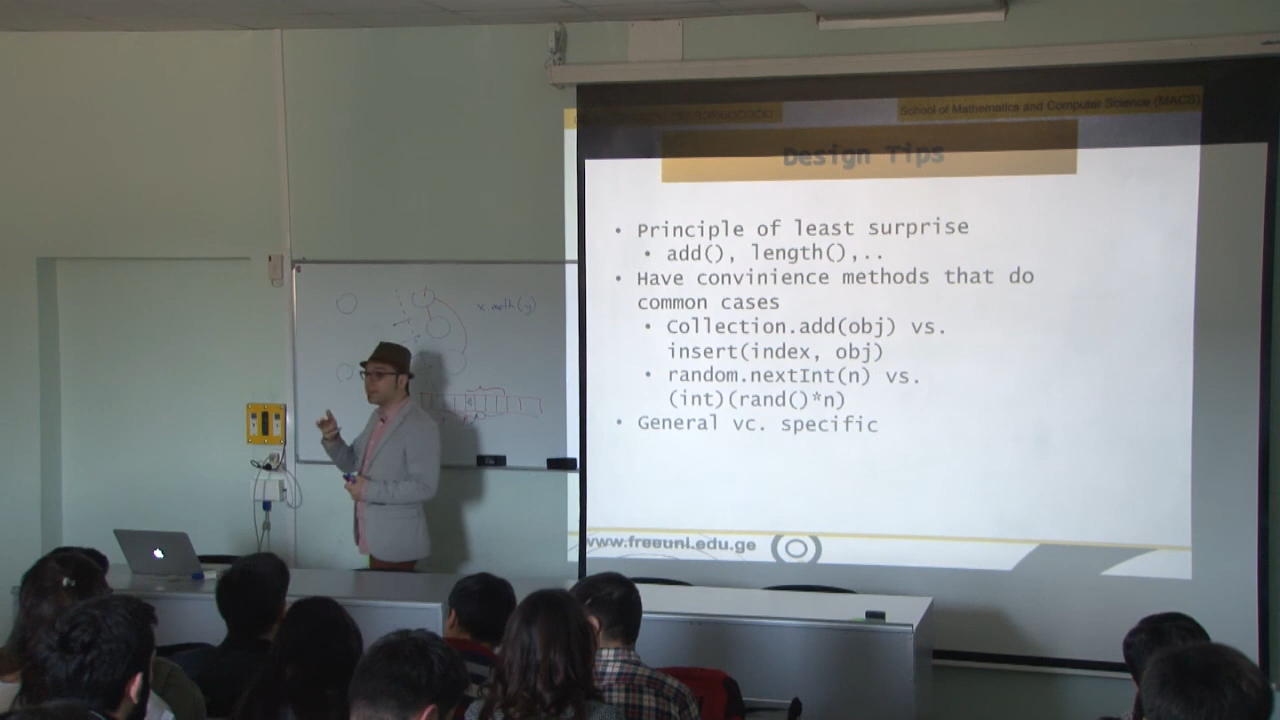 School of Mathematics and Computer Science (MACS)
Design Tips
• Principle of least surprise
• add(), length(),..
• Have convinience methods that do
common cases
• Collection.add(obj) vs.
insert(index, obj)
• random.nextInt(n) vs.
(int)(rand()*n)
• General vc. specific
www.freeuni.edu.ge